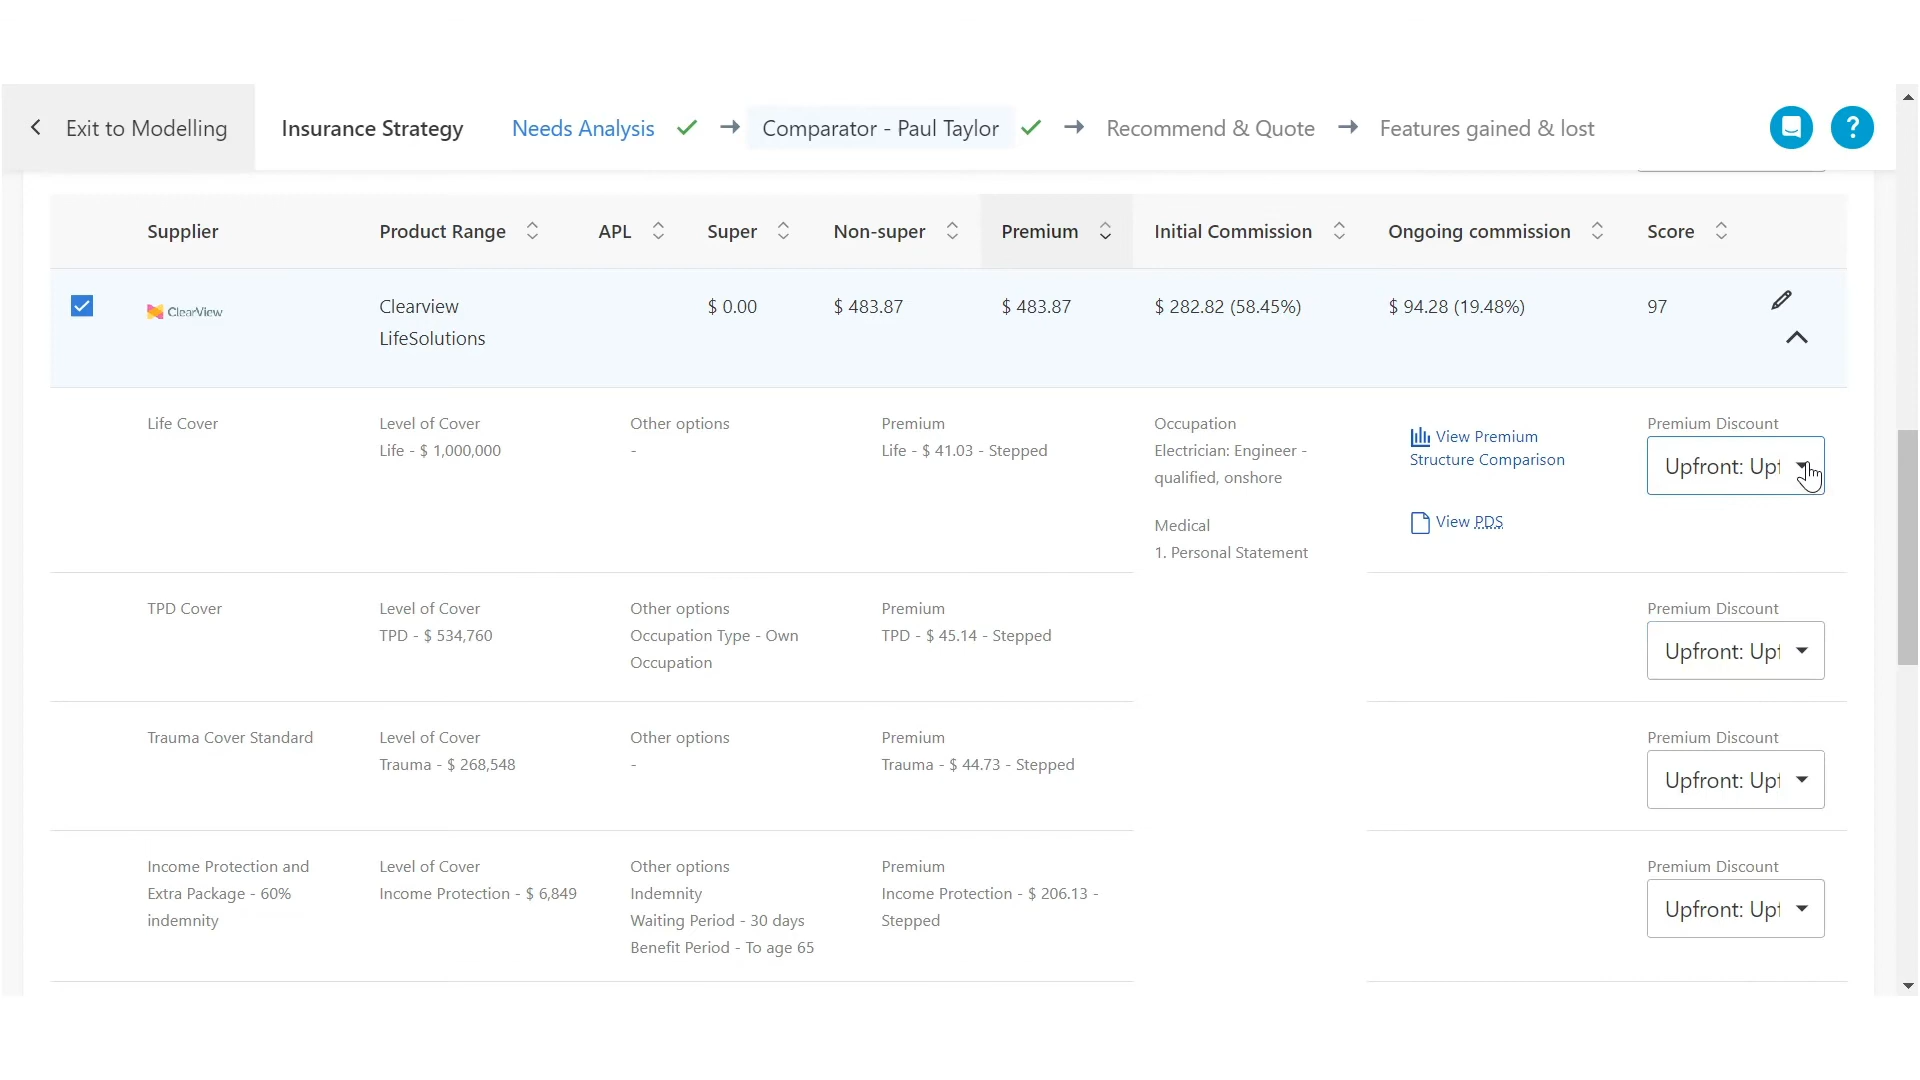 Exit to Modelling Insurance Strategy Needs Analysis Comparator - Paul Taylor Recommend & Quote Features gained & lost ?
Supplier Product Range APL Super Non-super Premium Initial Commission Ongoing commission Score
ClearView Clearview $ 0.00 $ 483.87 $ 483.87 $ 282.82 (58.45%) $ 94.28 (19.48%) 97
LifeSolutions
Life Cover Level of Cover Other options Premium Occupation Premium Discount
Life - $ 1,000,000 - Life - $ 41.03 - Stepped Electrician: Engineer -
qualified, onshore
View Premium
Structure Comparison
Upfront: Upf
Medical
1. Personal Statement
View PDS
TPD Cover Level of Cover Other options Premium Premium Discount
TPD - $ 534,760 Occupation Type - Own TPD - $ 45.14 - Stepped
Occupation
Upfront: Upf
Trauma Cover Standard Level of Cover Other options Premium Premium Discount
Trauma - $ 268,548 - Trauma - $ 44.73 - Stepped
Upfront: Upf
Income Protection and Level of Cover Other options Premium Premium Discount
Extra Package - 60% Income Protection - $ 6,849 Indemnity Income Protection - $ 206.13 -
indemnity Waiting Period - 30 days Stepped
Upfront: Upf
Benefit Period - To age 65